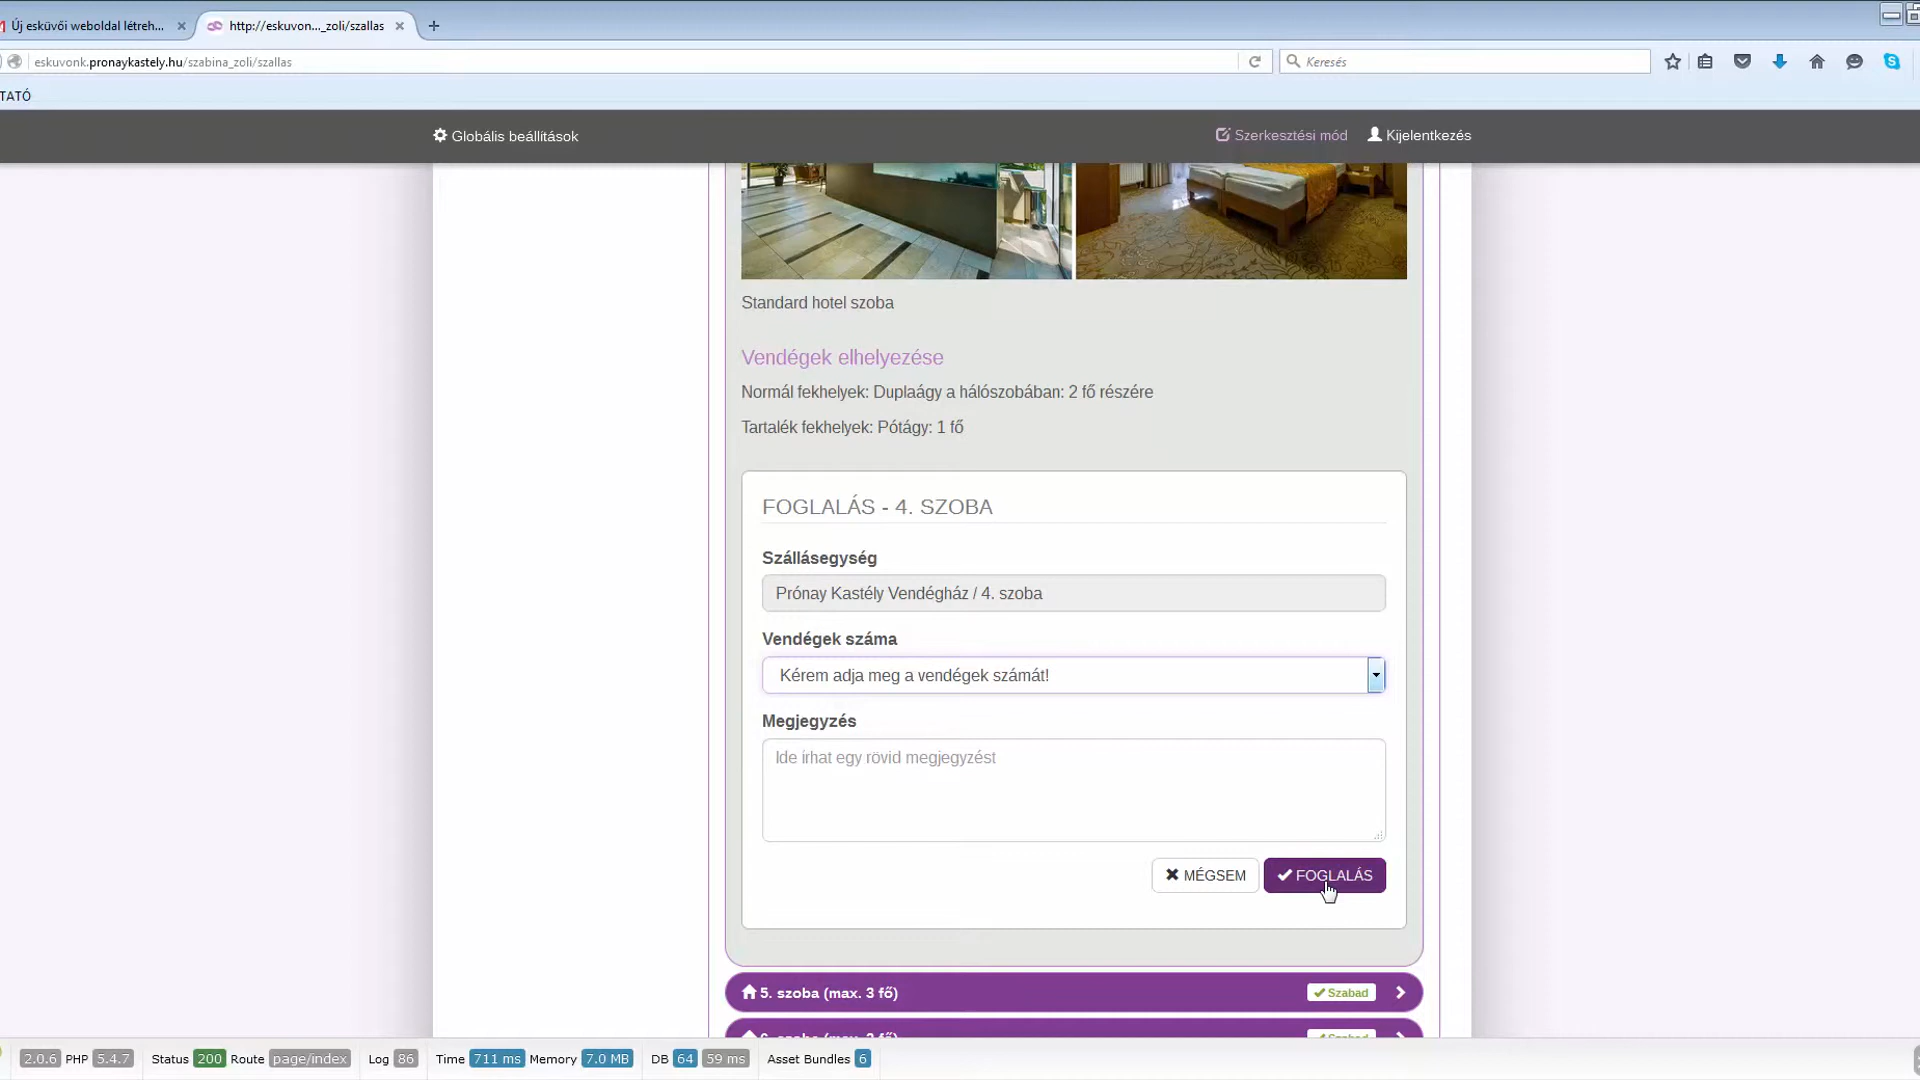 Új esküvői weboldal létreh...
http://eskuvon..._zoli/szallas
eskuvonk.pronaykastely.hu/szabina_zoli/szallas
Keresés
TATÓ
Globális beállítások
Szerkesztési mód
Kijelentkezés
Standard hotel szoba
Vendégek elhelyezése
Normál fekhelyek: Duplaágy a hálószobában: 2 fő részére
Tartalék fekhelyek: Pótágy: 1 fő
FOGLALÁS - 4. SZOBA
Szállásegység
Prónay Kastély Vendégház / 4. szoba
Vendégek száma
Kérem adja meg a vendégek számát!
Megjegyzés
Ide írhat egy rövid megjegyzést
MÉGSEM
FOGLALÁS
5. szoba (max. 3 fő)
Szabad
6. szoba (max. 3 fő)
Szabad
2.0.6 PHP 5.4.7 Status 200 Route page/index Log 86 Time 711 ms Memory 7.0 MB DB 64 59 ms Asset Bundles 6